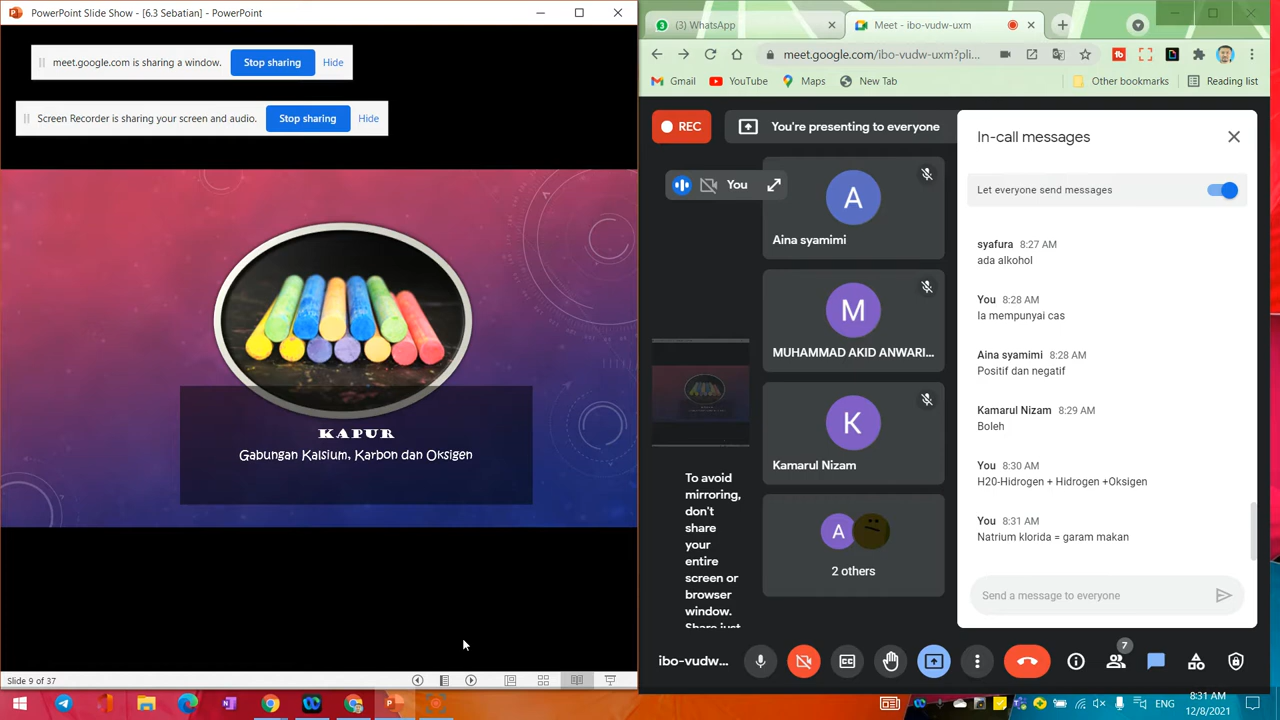 PowerPoint Slide Show - [6.3 Sebatian] - PowerPoint
meet.google.com is sharing a window.
Stop sharing
Hide
Screen Recorder is sharing your screen and audio.
Stop sharing
Hide
KAPUR
Gabungan Kalsium, Karbon dan Oksigen
Slide 9 of 37
(3) WhatsApp
Meet - ibo-vudw-uxm
meet.google.com/ibo-vudw-uxm?pli...
Gmail
YouTube
Maps
New Tab
Other bookmarks
Reading list
REC
You're presenting to everyone
You
A
Aina syamimi
M
MUHAMMAD AKID ANWARI...
K
Kamarul Nizam
A
2 others
To avoid
mirroring,
don't
share
your
entire
screen or
browser
window.
Share just
In-call messages
Let everyone send messages
syafura 8:27 AM
ada alkohol
You 8:28 AM
Ia mempunyai cas
Aina syamimi 8:28 AM
Positif dan negatif
Kamarul Nizam 8:29 AM
Boleh
You 8:30 AM
H20-Hidrogen + Hidrogen +Oksigen
You 8:31 AM
Natrium klorida = garam makan
Send a message to everyone
ibo-vudw...
7
8:31 AM
12/8/2021